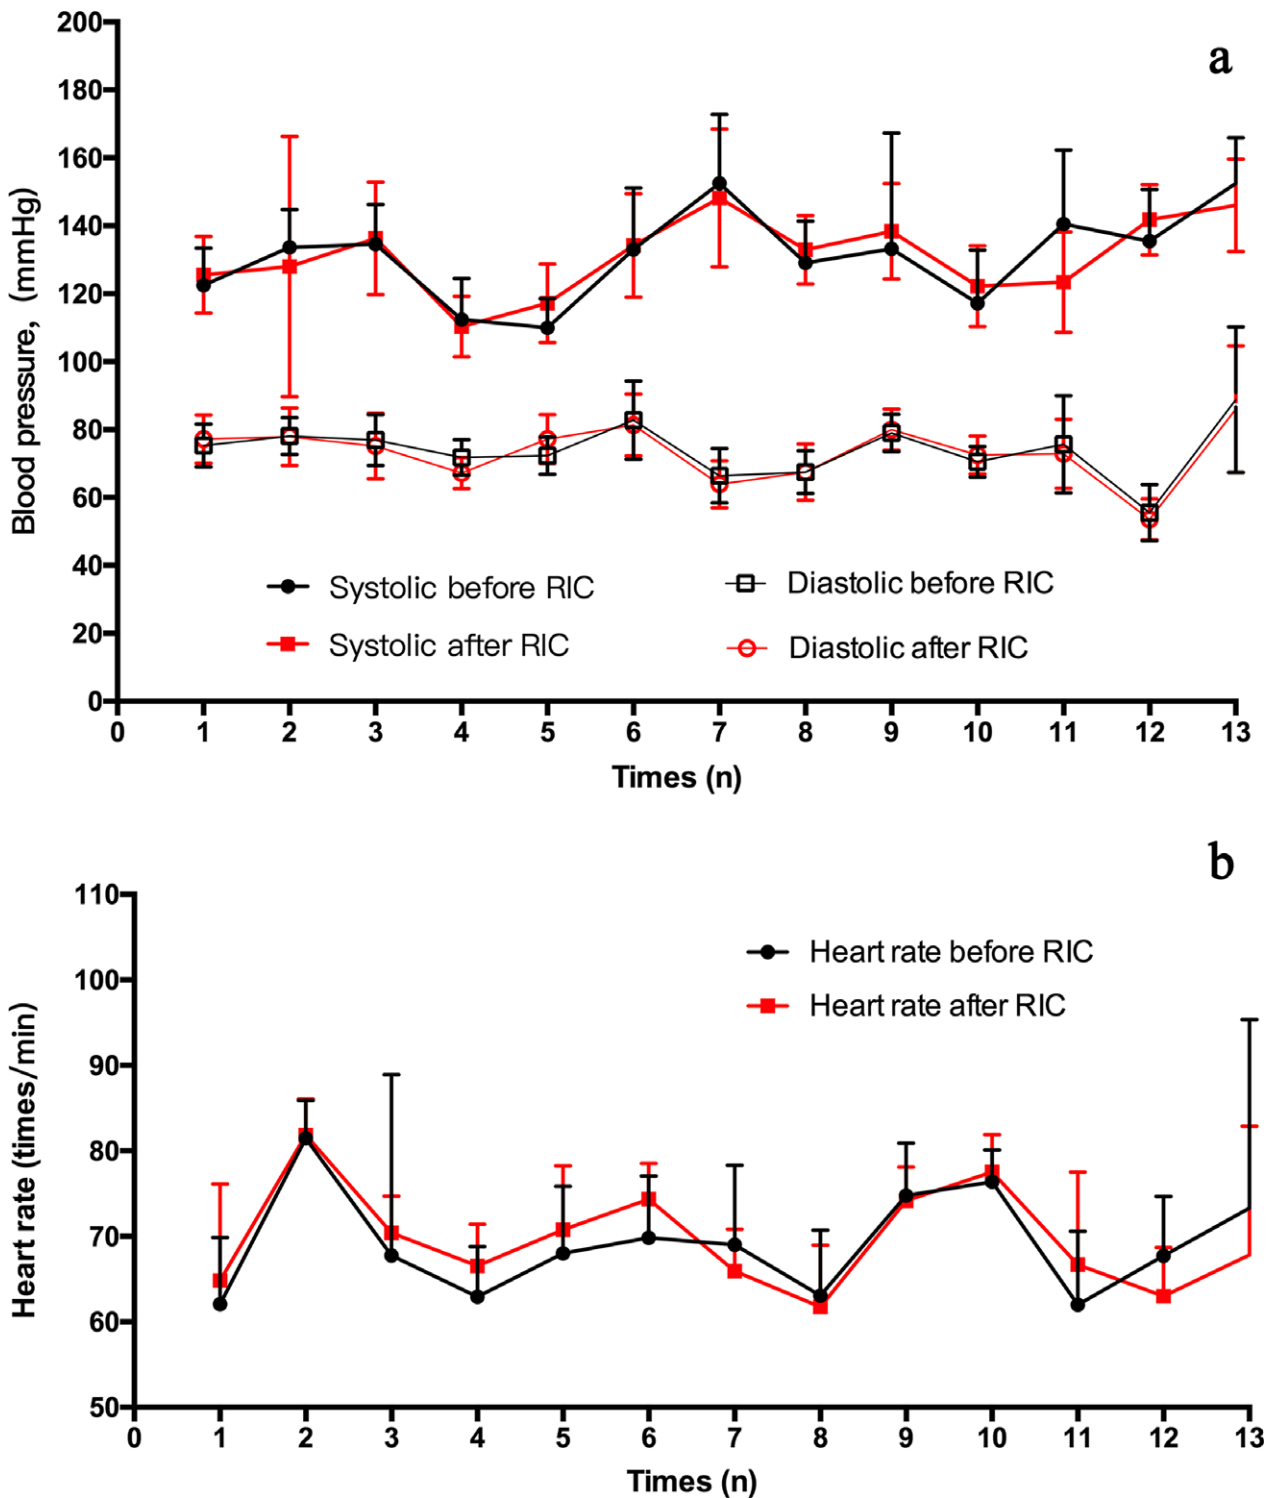 a
200
180
160
140
120
100
80
60
40
20
0
Blood pressure, (mmHg)
Systolic before RIC
Diastolic before RIC
Systolic after RIC
Diastolic after RIC
0 1 2 3 4 5 6 7 8 9 10 11 12 13
Times (n)
b
110
100
90
80
70
60
50
Heart rate (times/min)
Heart rate before RIC
Heart rate after RIC
0 1 2 3 4 5 6 7 8 9 10 11 12 13
Times (n)